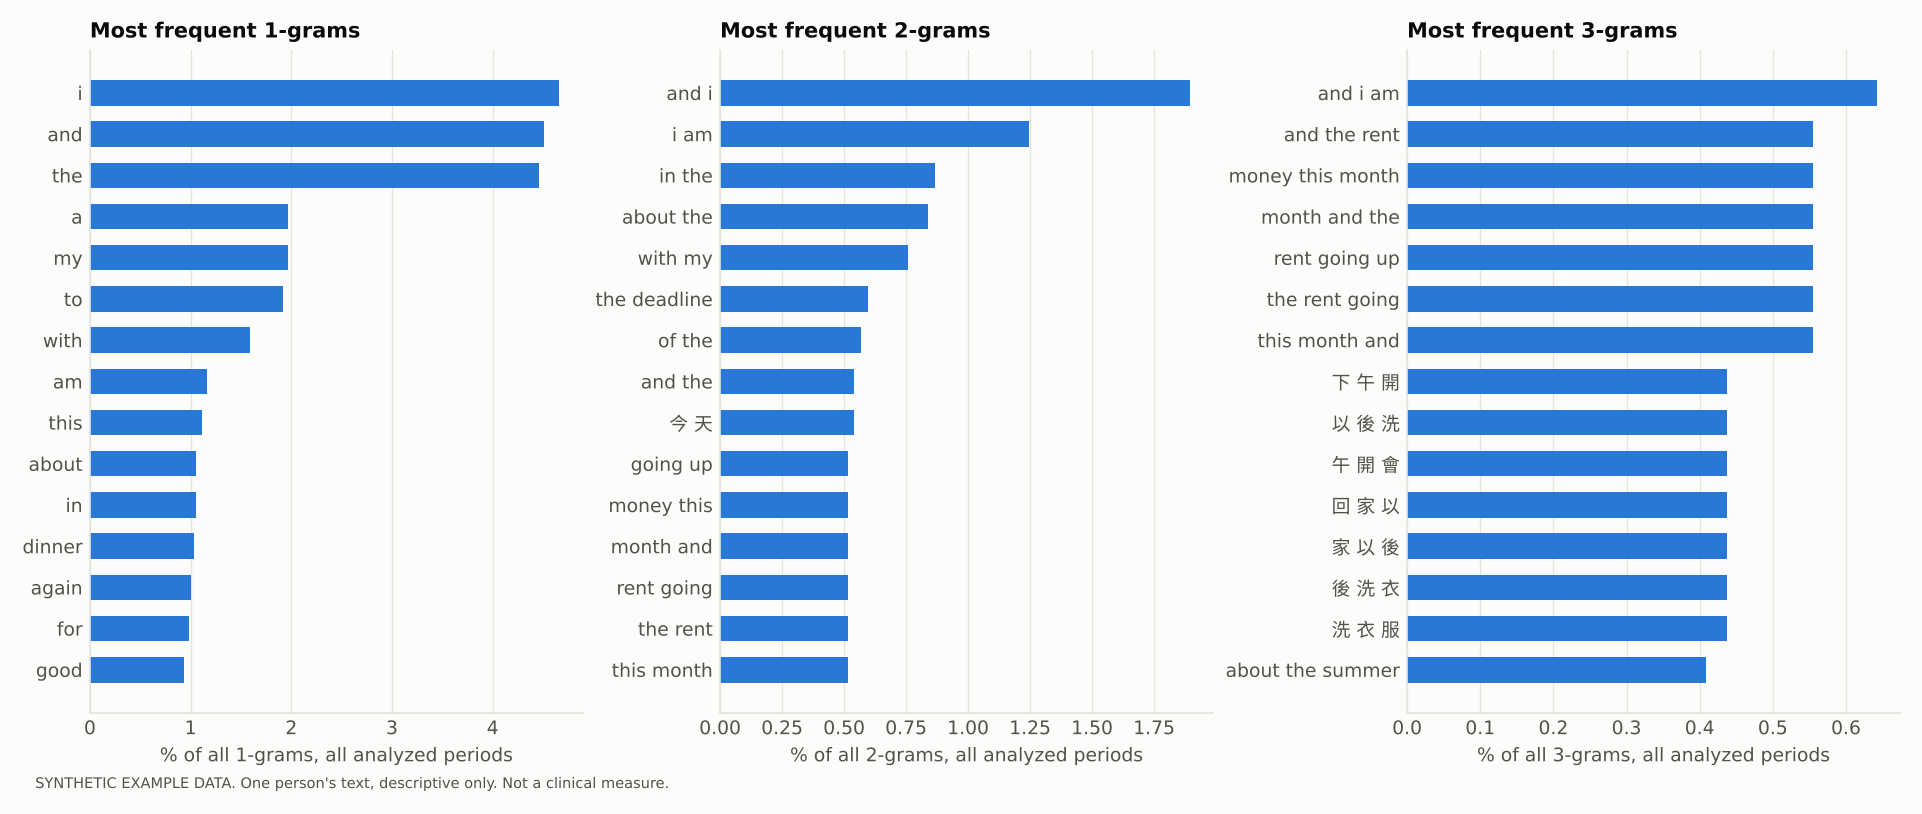 Most frequent 1-grams
i
and
the
a
my
to
with
am
this
about
in
dinner
again
for
good
0 1 2 3 4
% of all 1-grams, all analyzed periods
Most frequent 2-grams
and i
i am
in the
about the
with my
the deadline
of the
and the
今 天
going up
money this
month and
rent going
the rent
this month
0.00 0.25 0.50 0.75 1.00 1.25 1.50 1.75
% of all 2-grams, all analyzed periods
Most frequent 3-grams
and i am
and the rent
money this month
month and the
rent going up
the rent going
this month and
下 午 開
以 後 洗
午 開 會
回 家 以
家 以 後
後 洗 衣
洗 衣 服
about the summer
0.0 0.1 0.2 0.3 0.4 0.5 0.6
% of all 3-grams, all analyzed periods
SYNTHETIC EXAMPLE DATA. One person's text, descriptive only. Not a clinical measure.